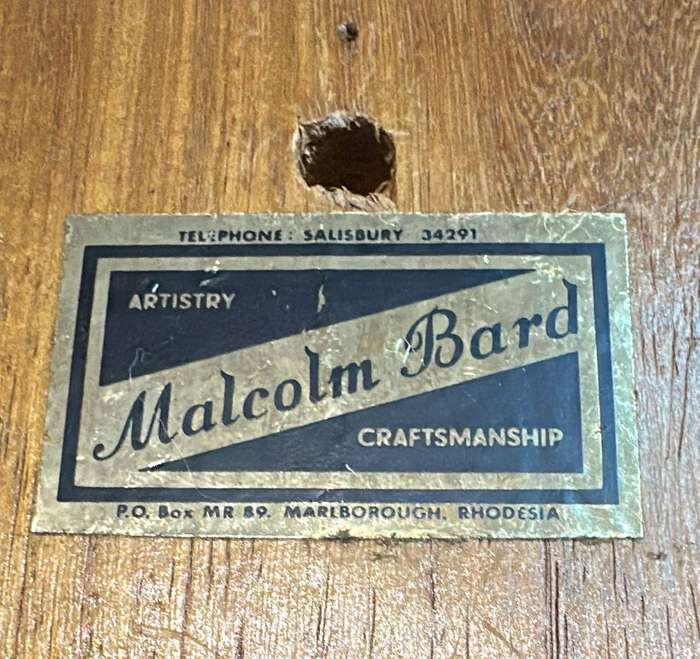 TELEPHONE: SALISBURY 34291
ARTISTRY
Malcolm Bard
CRAFTSMANSHIP
P.O. Box MR 89. MARLBOROUGH. RHODESIA